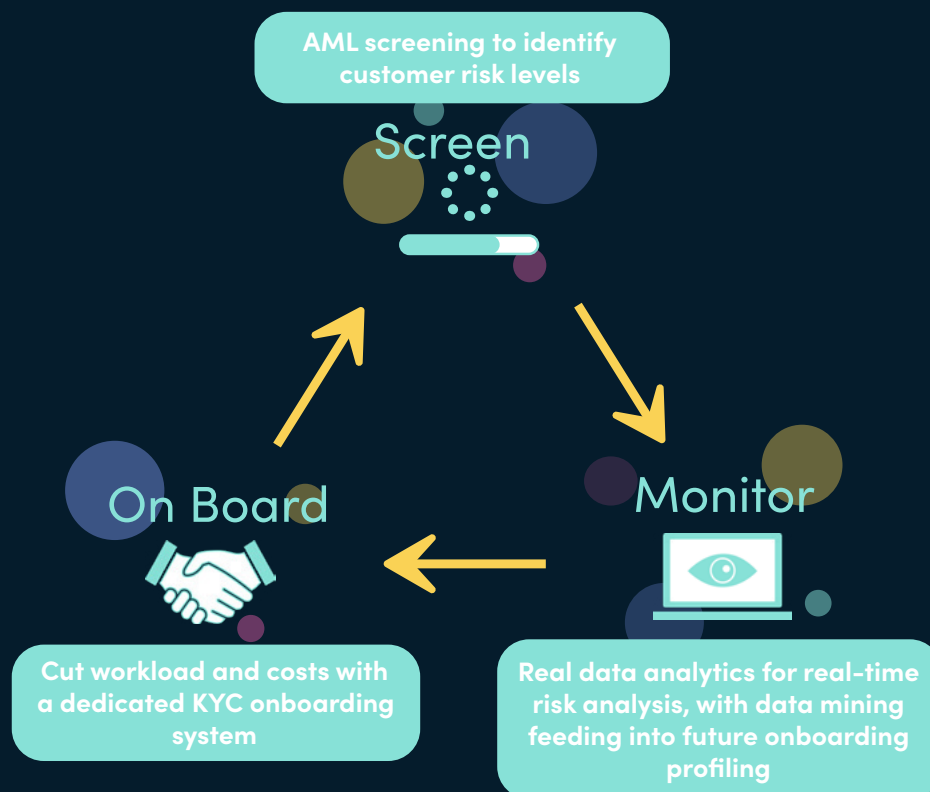 AML screening to identify
customer risk levels
Screen
On Board
Monitor
Cut workload and costs with
a dedicated KYC onboarding
system
Real data analytics for real-time
risk analysis, with data mining
feeding into future onboarding
profiling